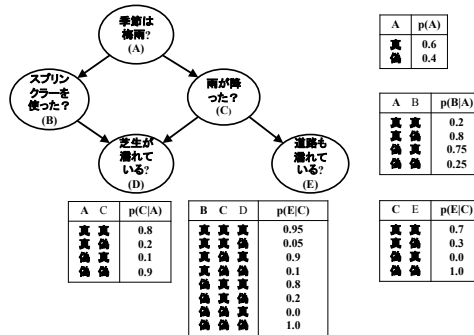 季節は
梅雨?
(A)
スプリン
クラーを
使った？
(B)
雨が降
った？
(C)
芝生が
濡れて
いる?
(D)
道路も
濡れて
いる?
(E)
A p(A)
真 0.6
偽 0.4
A B p(B|A)
真 真 0.2
真 偽 0.8
偽 真 0.75
偽 偽 0.25
A C p(C|A)
真 真 0.8
真 偽 0.2
偽 真 0.1
偽 偽 0.9
B C D p(E|C)
真 真 真 0.95
真 真 偽 0.05
真 偽 真 0.9
真 偽 偽 0.1
偽 真 真 0.8
偽 真 偽 0.2
偽 偽 真 0.0
偽 偽 偽 1.0
C E p(E|C)
真 真 0.7
真 偽 0.3
偽 真 0.0
偽 偽 1.0